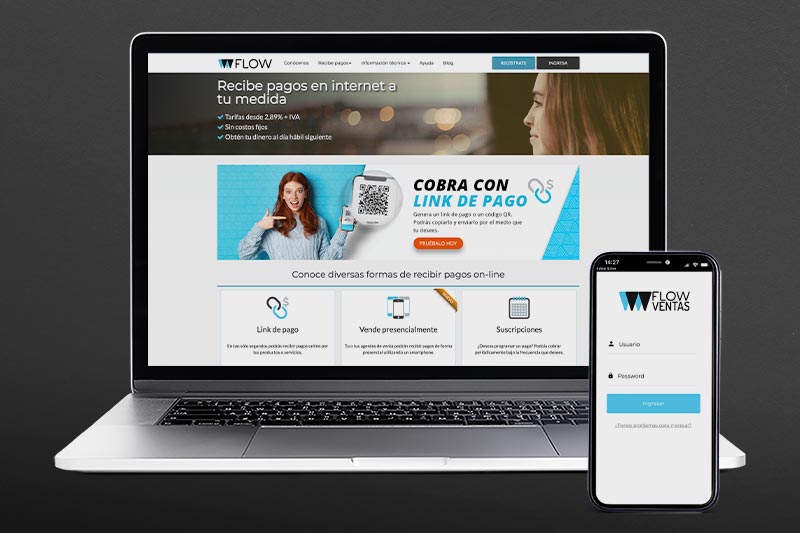 FLOW
Conócenos
Recibe pagos
Información técnica
Ayuda
Blog
REGÍSTRATE
INGRESA
Recibe pagos en internet a
tu medida
Tarifas desde 2,89% + IVA
Sin costos fijos
Obtén tu dinero al día hábil siguiente
COBRA CON
LINK DE PAGO
$
Genera un link de pago o un código QR.
Podrás copiarlo y enviarlo por el medio que
tu desees.
PRUÉBALO HOY
Conoce diversas formas de recibir pagos on-line
$
Link de pago
En tan sólo segundos podrás recibir pagos online por
tus productos o servicios.
NUEVO
Vende presencialmente
Tu o tus agentes de venta podrán recibir pagos de forma
presencial utilizando un smartphone.
Suscripciones
¿Deseas programar un pago? Podrás cobrar
periódicamente bajo la frecuencia que desees.
14:27
App Store
FLOW
VENTAS
Usuario
Password
Ingresar
¿Tienes problemas para ingresar?